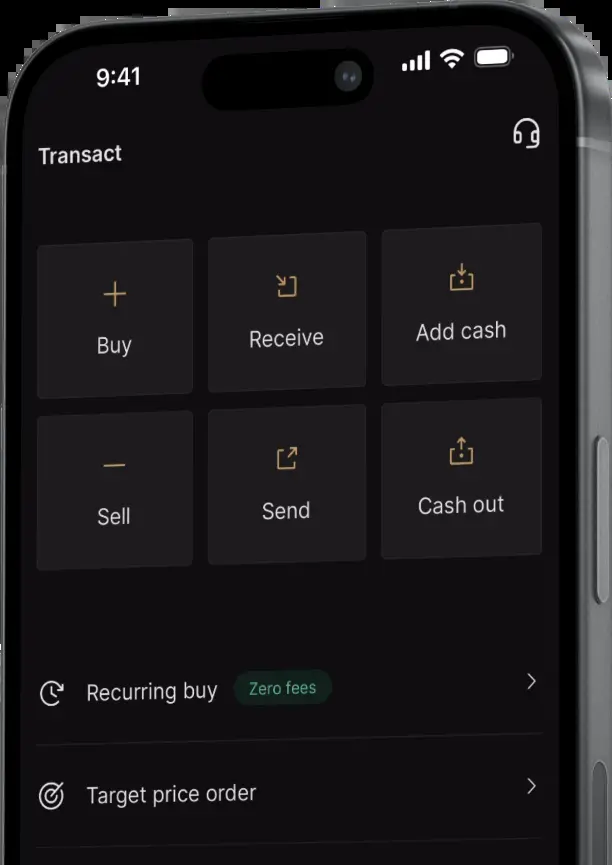 9:41
Transact
Buy
Receive
Add cash
Sell
Send
Cash out
Recurring buy Zero fees
Target price order